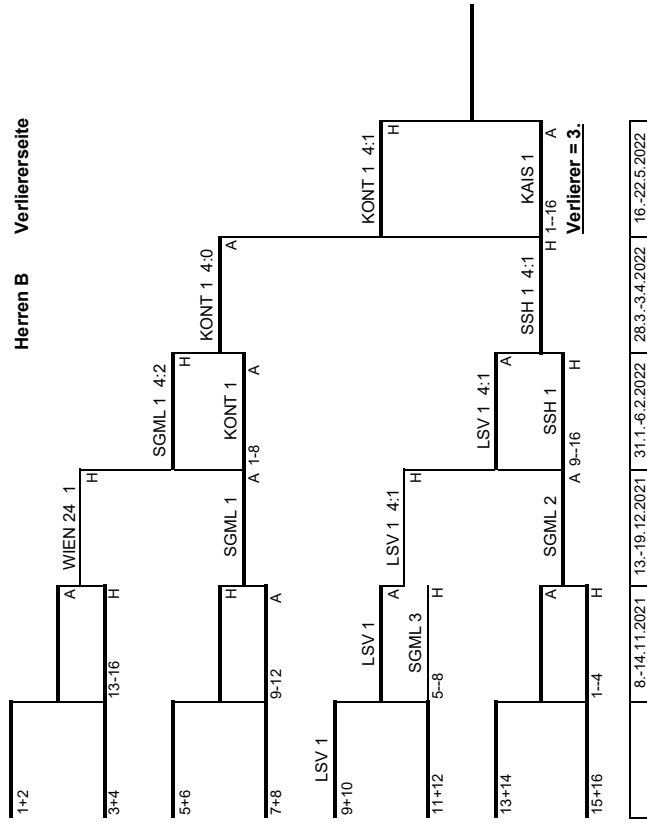 Herren B Verliererseite
1+2
3+4
5+6
7+8
LSV 1
9+10
11+12
13+14
15+16
A
13-16 H
H
9-12 A
LSV 1
A
SGML 3
5--8 H
A
1--4 H
WIEN 24 1
H
SGML 1
A
LSV 1 4:1
H
SGML 2
A
SGML 1 4:2
H
KONT 1
1-8 A
LSV 1 4:1
A
SSH 1
9--16 H
KONT 1 4:0
A
SSH 1 4:1
H
KONT 1 4:1
H
KAIS 1
1--16 A
Verlierer = 3.
8.-14.11.2021 13.-19.12.2021 31.1.-6.2.2022 28.3.-3.4.2022 16.-22.5.2022